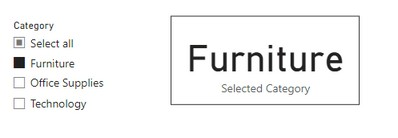 Category
Select all
Furniture
Office Supplies
Technology
Furniture
Selected Category